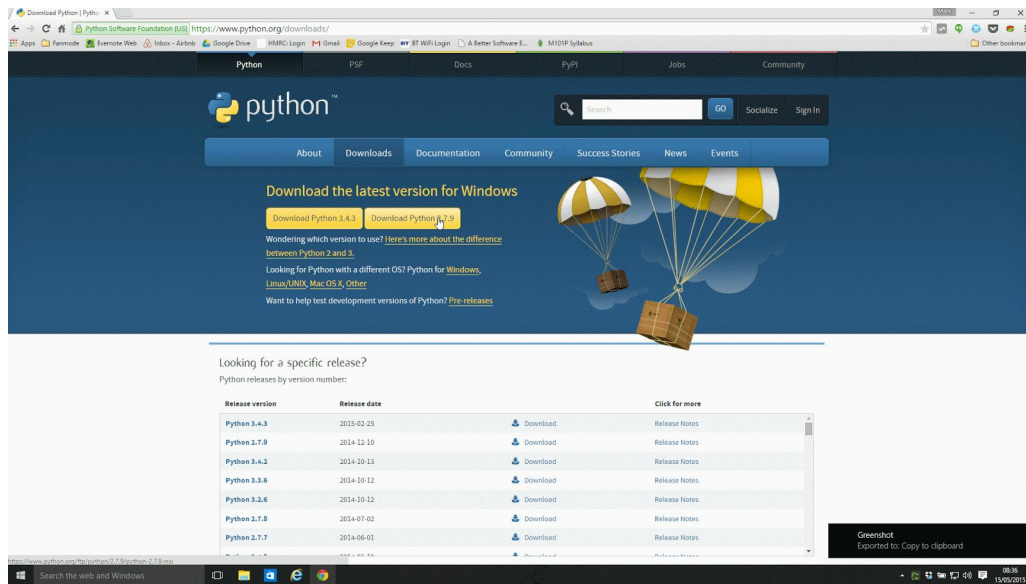 Download Python | Pytho
Mark
Python Software Foundation [US] https://www.python.org/downloads/
Apps Fanmode Evernote Web Inbox - Airbnb Google Drive HMRC: Login Gmail Google Keep BT WiFi Login A Better Software E... M101P Syllabus Other bookmar
Python PSF Docs PyPI Jobs Community
python™
Search GO Socialize Sign In
About Downloads Documentation Community Success Stories News Events
Download the latest version for Windows
Download Python 3.4.3 Download Python 2.7.9
Wondering which version to use? Here's more about the difference
between Python 2 and 3.
Looking for Python with a different OS? Python for Windows,
Linux/UNIX, Mac OS X, Other
Want to help test development versions of Python? Pre-releases
Looking for a specific release?
Python releases by version number:
Release version Release date Click for more
Python 3.4.3 2015-02-25 Download Release Notes
Python 2.7.9 2014-12-10 Download Release Notes
Python 3.4.2 2014-10-13 Download Release Notes
Python 3.3.6 2014-10-12 Download Release Notes
Python 3.2.6 2014-10-12 Download Release Notes
Python 2.7.8 2014-07-02 Download Release Notes
Python 2.7.7 2014-06-01 Download Release Notes
Greenshot
Exported to: Copy to clipboard
https://www.python.org/ftp/python/2.7.9/python-2.7.9.msi
Search the web and Windows
08:36
15/05/2015